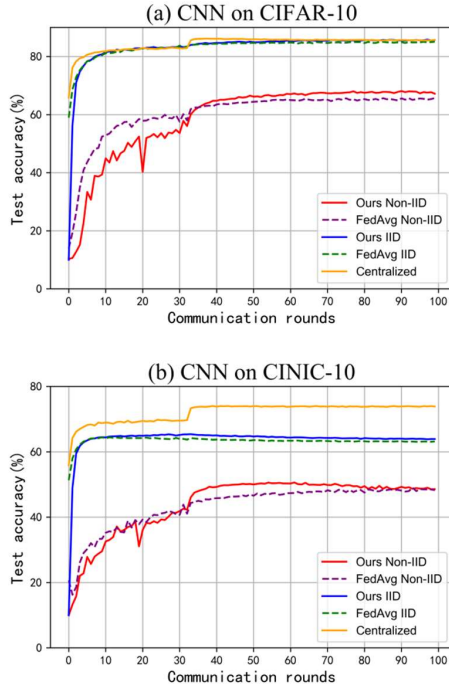 (a) CNN on CIFAR-10
Test accuracy(%)
80
60
40
20
0
Ours Non-IID
FedAvg Non-IID
Ours IID
FedAvg IID
Centralized
0 10 20 30 40 50 60 70 80 90 100
Communication rounds
(b) CNN on CINIC-10
Test accuracy(%)
80
60
40
20
0
Ours Non-IID
FedAvg Non-IID
Ours IID
FedAvg IID
Centralized
0 10 20 30 40 50 60 70 80 90 100
Communication rounds